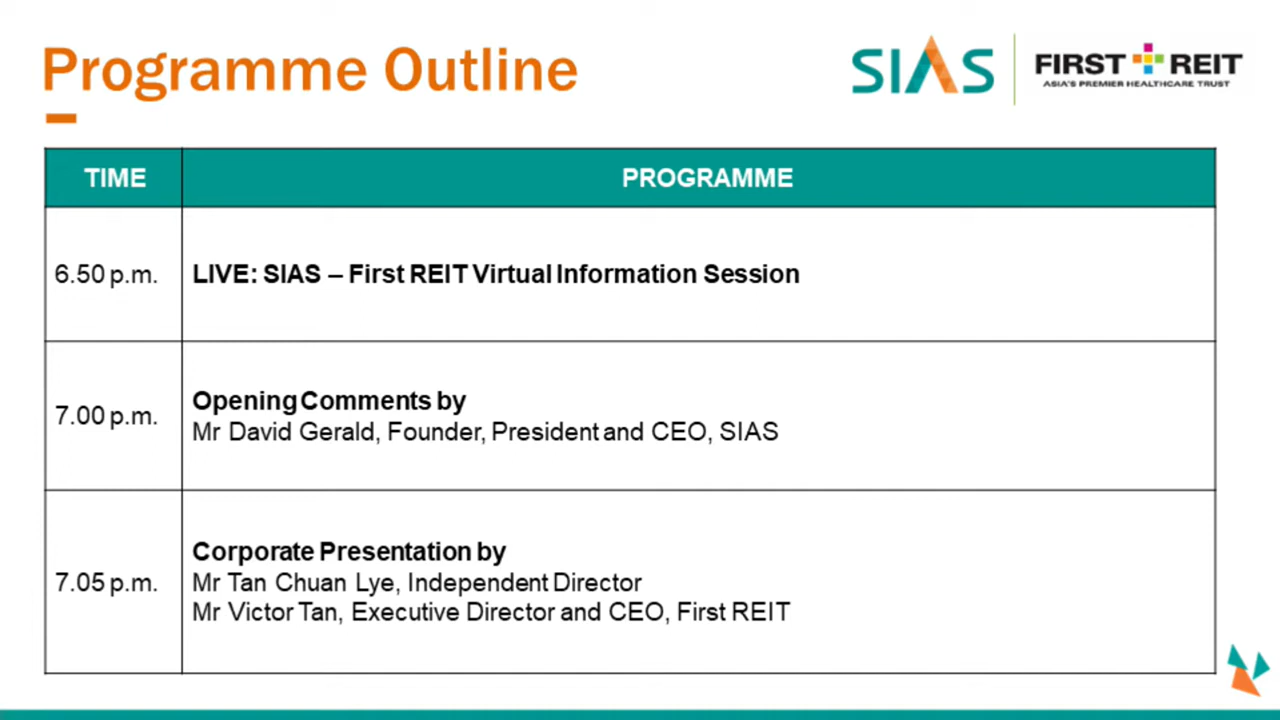 Programme Outline
SIAS
FIRST REIT
ASIA'S PREMIER HEALTHCARE TRUST
TIME PROGRAMME
6.50 p.m. LIVE: SIAS – First REIT Virtual Information Session
7.00 p.m.
Opening Comments by
Mr David Gerald, Founder, President and CEO, SIAS
7.05 p.m.
Corporate Presentation by
Mr Tan Chuan Lye, Independent Director
Mr Victor Tan, Executive Director and CEO, First REIT